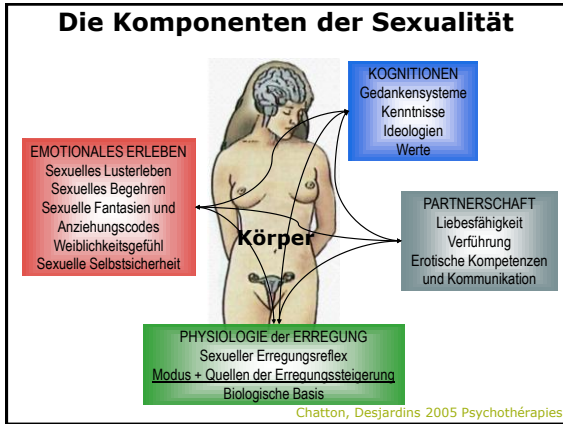 Die Komponenten der Sexualität
KOGNITIONEN
Gedankensysteme
Kenntnisse
Ideologien
Werte
EMOTIONALES ERLEBEN
Sexuelles Lusterleben
Sexuelles Begehren
Sexuelle Fantasien und
Anziehungscodes
Weiblichkeitsgefühl
Sexuelle Selbstsicherheit
Körper
PARTNERSCHAFT
Liebesfähigkeit
Verführung
Erotische Kompetenzen
und Kommunikation
PHYSIOLOGIE der ERREGUNG
Sexueller Erregungsreflex
Modus + Quellen der Erregungssteigerung
Biologische Basis
Chatton, Desjardins 2005 Psychothérapies